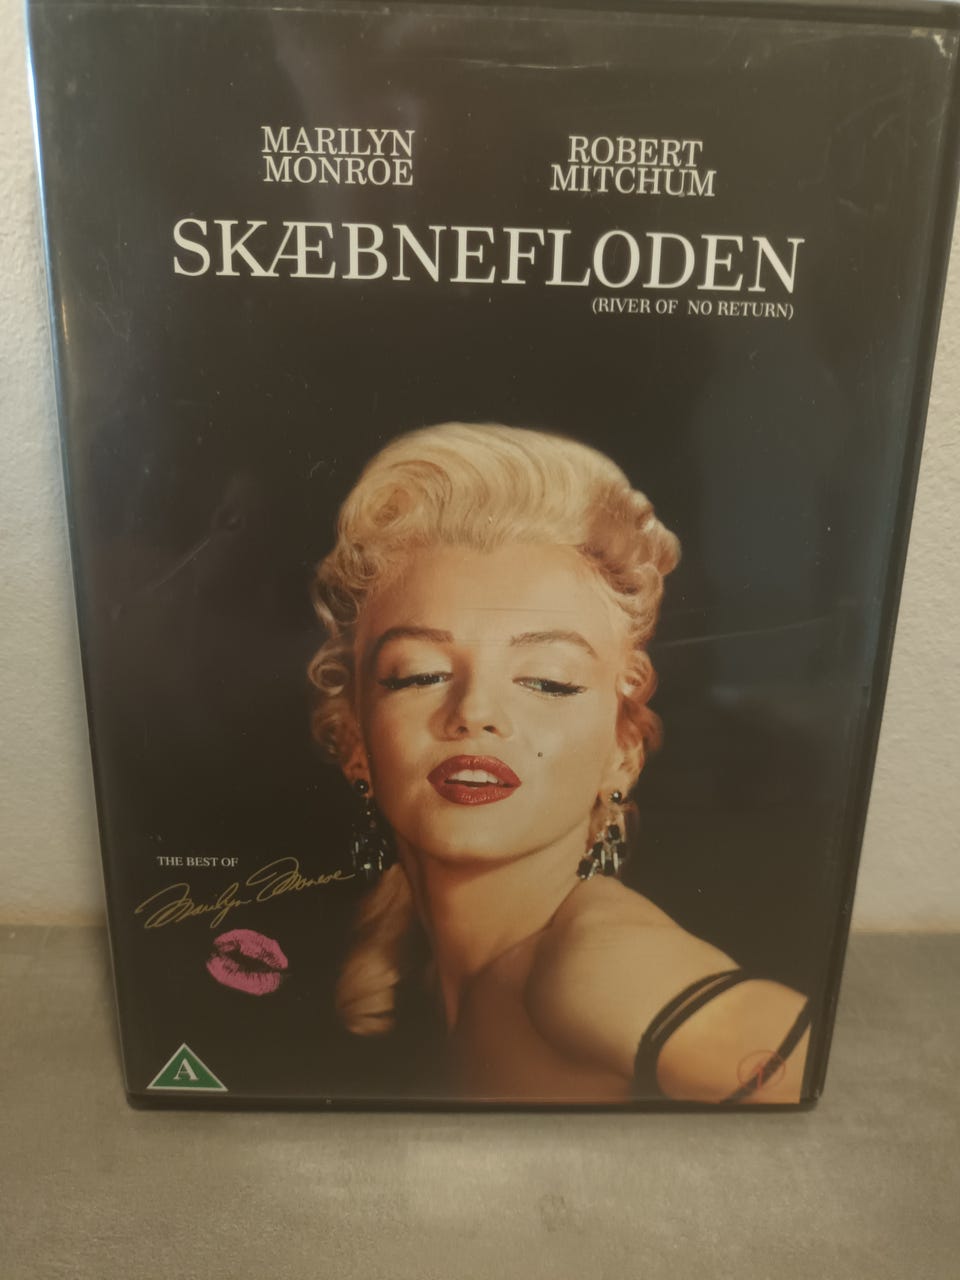 MARILYN
MONROE
ROBERT
MITCHUM
SKÆBNEFLODEN
(RIVER OF NO RETURN)
THE BEST OF
Marilyn Monroe
A